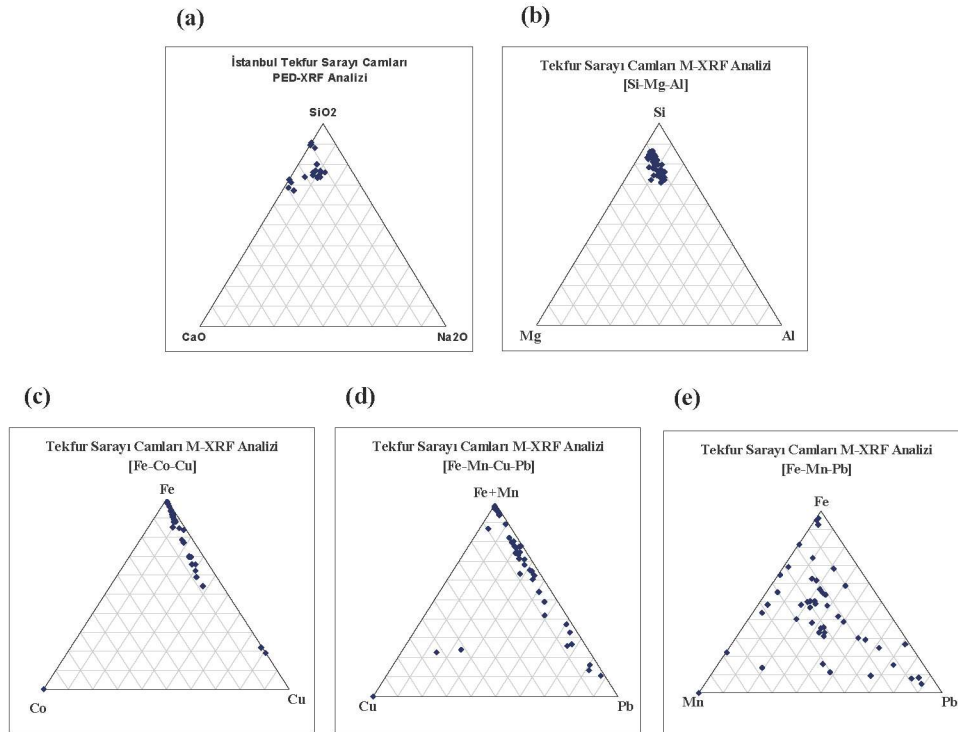 (a)
İstanbul Tekfur Sarayı Camları
PED-XRF Analizi
SiO2
CaO
Na2O
(b)
Tekfur Sarayı Camları M-XRF Analizi
[Si-Mg-Al]
Si
Mg
Al
(c)
Tekfur Sarayı Camları M-XRF Analizi
[Fe-Co-Cu]
Fe
Co
Cu
(d)
Tekfur Sarayı Camları M-XRF Analizi
[Fe-Mn-Cu-Pb]
Fe+Mn
Cu
Pb
(e)
Tekfur Sarayı Camları M-XRF Analizi
[Fe-Mn-Pb]
Fe
Mn
Pb